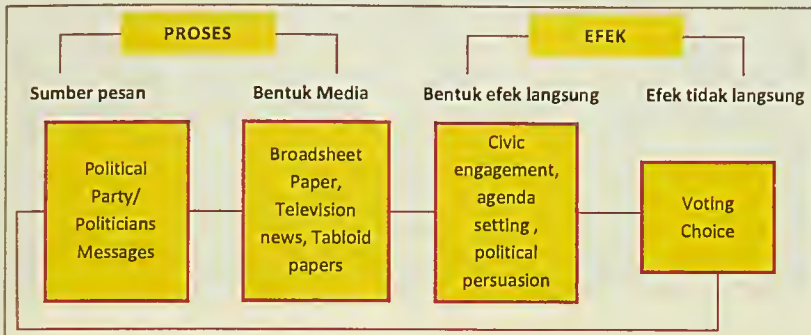 PROSES
EFEK
Sumber pesan
Bentuk Media
Bentuk efek langsung
Efek tidak langsung
Political
Party/
Politicians
Messages
Broadsheet
Paper,
Television
news, Tabloid
papers
Civic
engagement,
agenda
setting ,
political
persuasion
Voting
Choice